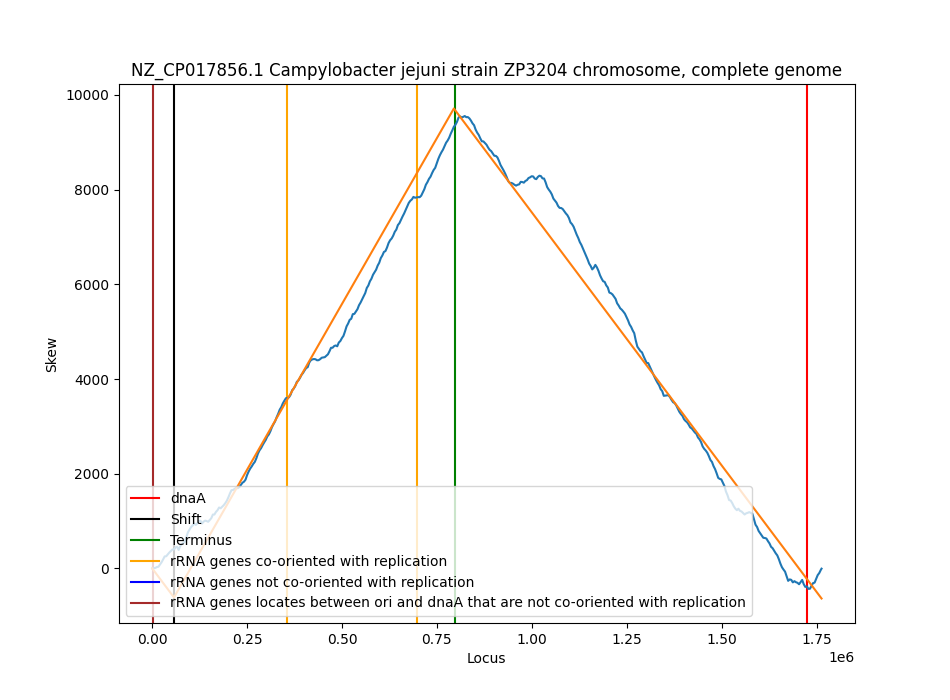 NZ_CP017856.1 Campylobacter jejuni strain ZP3204 chromosome, complete genome
10000
8000
6000
4000
2000
0
Skew
dnaA
Shift
Terminus
rRNA genes co-oriented with replication
rRNA genes not co-oriented with replication
rRNA genes locates between ori and dnaA that are not co-oriented with replication
0.00 0.25 0.50 0.75 1.00 1.25 1.50 1.75
1e6
Locus